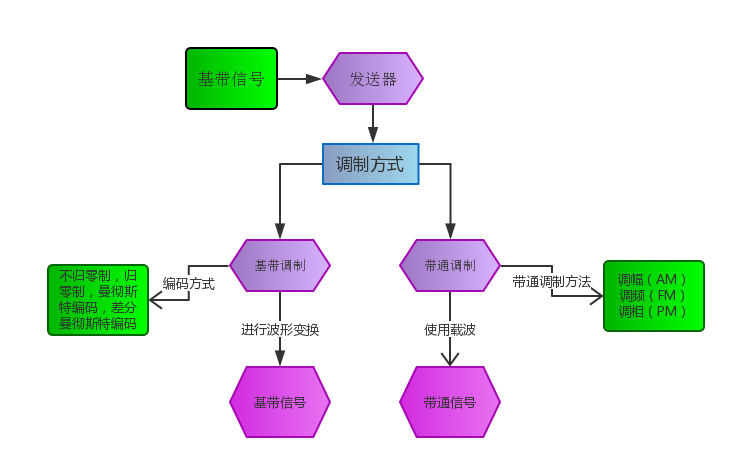 基带信号
发送器
调制方式
基带调制
带通调制
编码方式
不归零制，归
零制，曼彻斯
特编码，差分
曼彻斯特编码
带通调制方法
调幅（AM）
调频（FM）
调相（PM）
进行波形变换
使用载波
基带信号
带通信号